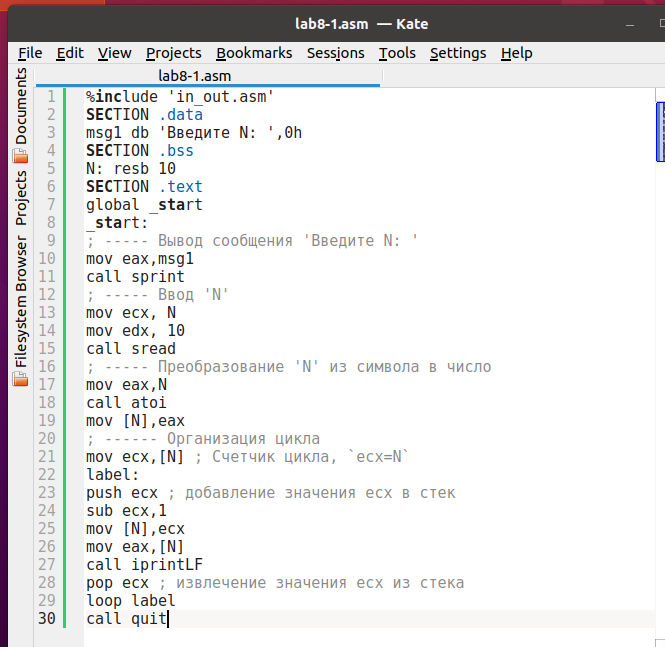 lab8-1.asm — Kate
File Edit View Projects Bookmarks Sessions Tools Settings Help
lab8-1.asm
Documents
Projects
Filesystem Browser
1 %include 'in_out.asm'
2 SECTION .data
3 msg1 db 'Введите N: ',0h
4 SECTION .bss
5 N: resb 10
6 SECTION .text
7 global _start
8 _start:
9 ; ----- Вывод сообщения 'Введите N: '
10 mov eax,msg1
11 call sprint
12 ; ----- Ввод 'N'
13 mov ecx, N
14 mov edx, 10
15 call sread
16 ; ----- Преобразование 'N' из символа в число
17 mov eax,N
18 call atoi
19 mov [N],eax
20 ; ------ Организация цикла
21 mov ecx,[N] ; Счетчик цикла, `ecx=N`
22 label:
23 push ecx ; добавление значения ecx в стек
24 sub ecx,1
25 mov [N],ecx
26 mov eax,[N]
27 call iprintLF
28 pop ecx ; извлечение значения ecx из стека
29 loop label
30 call quit